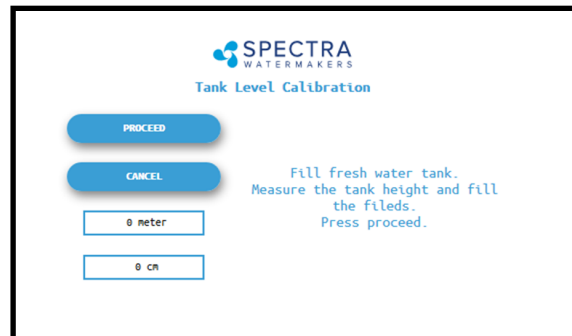 SPECTRA
WATERMAKERS
Tank Level Calibration
PROCEED
CANCEL
0 meter
0 cm
Fill fresh water tank.
Measure the tank height and fill
the fileds.
Press proceed.